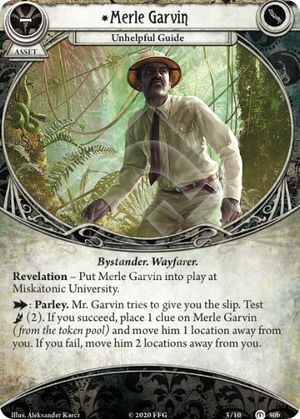 Merle Garvin
Unhelpful Guide
ASSET
Bystander. Wayfarer.
Revelation – Put Merle Garvin into play at
Miskatonic University.
: Parley. Mr. Garvin tries to give you the slip. Test
(2). If you succeed, place 1 clue on Merle Garvin
(from the token pool) and move him 1 location away from
you. If you fail, move him 2 locations away from you.
Illus. Aleksander Karcz
© 2020 FFG
3/10
30b